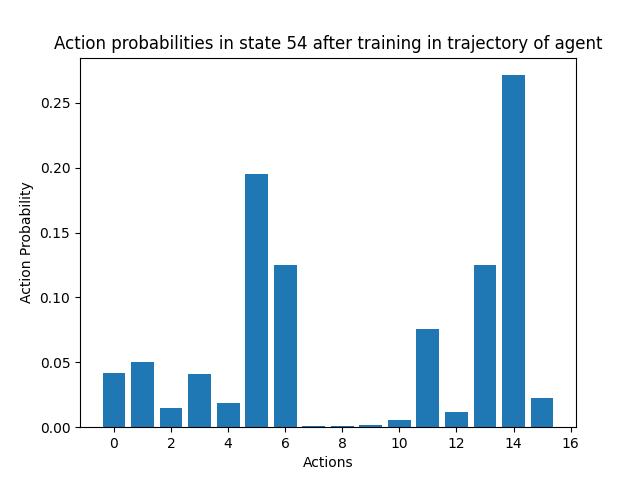 Action probabilities in state 54 after training in trajectory of agent
0.25
0.20
0.15
0.10
0.05
0.00
Action Probability
0 2 4 6 8 10 12 14 16
Actions